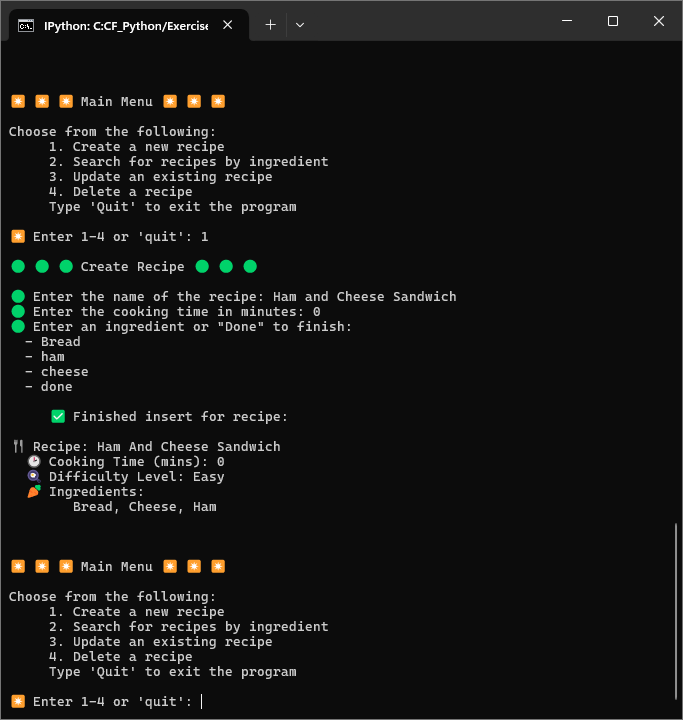 IPython: C:CF_Python/Exercise
Main Menu
Choose from the following:
1. Create a new recipe
2. Search for recipes by ingredient
3. Update an existing recipe
4. Delete a recipe
Type 'Quit' to exit the program
Enter 1-4 or 'quit': 1
Create Recipe
Enter the name of the recipe: Ham and Cheese Sandwich
Enter the cooking time in minutes: 0
Enter an ingredient or "Done" to finish:
- Bread
- ham
- cheese
- done
Finished insert for recipe:
Recipe: Ham And Cheese Sandwich
Cooking Time (mins): 0
Difficulty Level: Easy
Ingredients:
Bread, Cheese, Ham
Main Menu
Choose from the following:
1. Create a new recipe
2. Search for recipes by ingredient
3. Update an existing recipe
4. Delete a recipe
Type 'Quit' to exit the program
Enter 1-4 or 'quit':